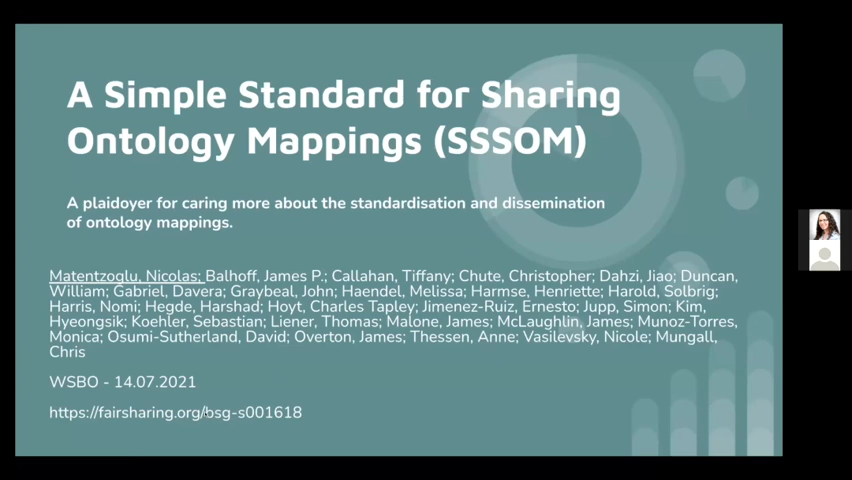 A Simple Standard for Sharing
Ontology Mappings (SSSOM)
A plaidoyer for caring more about the standardisation and dissemination
of ontology mappings.
Matentzoglu, Nicolas; Balhoff, James P.; Callahan, Tiffany; Chute, Christopher; Dahzi, Jiao; Duncan,
William; Gabriel, Davera; Graybeal, John; Haendel, Melissa; Harmse, Henriette; Harold, Solbrig;
Harris, Nomi; Hegde, Harshad; Hoyt, Charles Tapley; Jimenez-Ruiz, Ernesto; Jupp, Simon; Kim,
Hyeongsik; Koehler, Sebastian; Liener, Thomas; Malone, James; McLaughlin, James; Munoz-Torres,
Monica; Osumi-Sutherland, David; Overton, James; Thessen, Anne; Vasilevsky, Nicole; Mungall,
Chris
WSBO - 14.07.2021
https://fairsharing.org/bsg-s001618